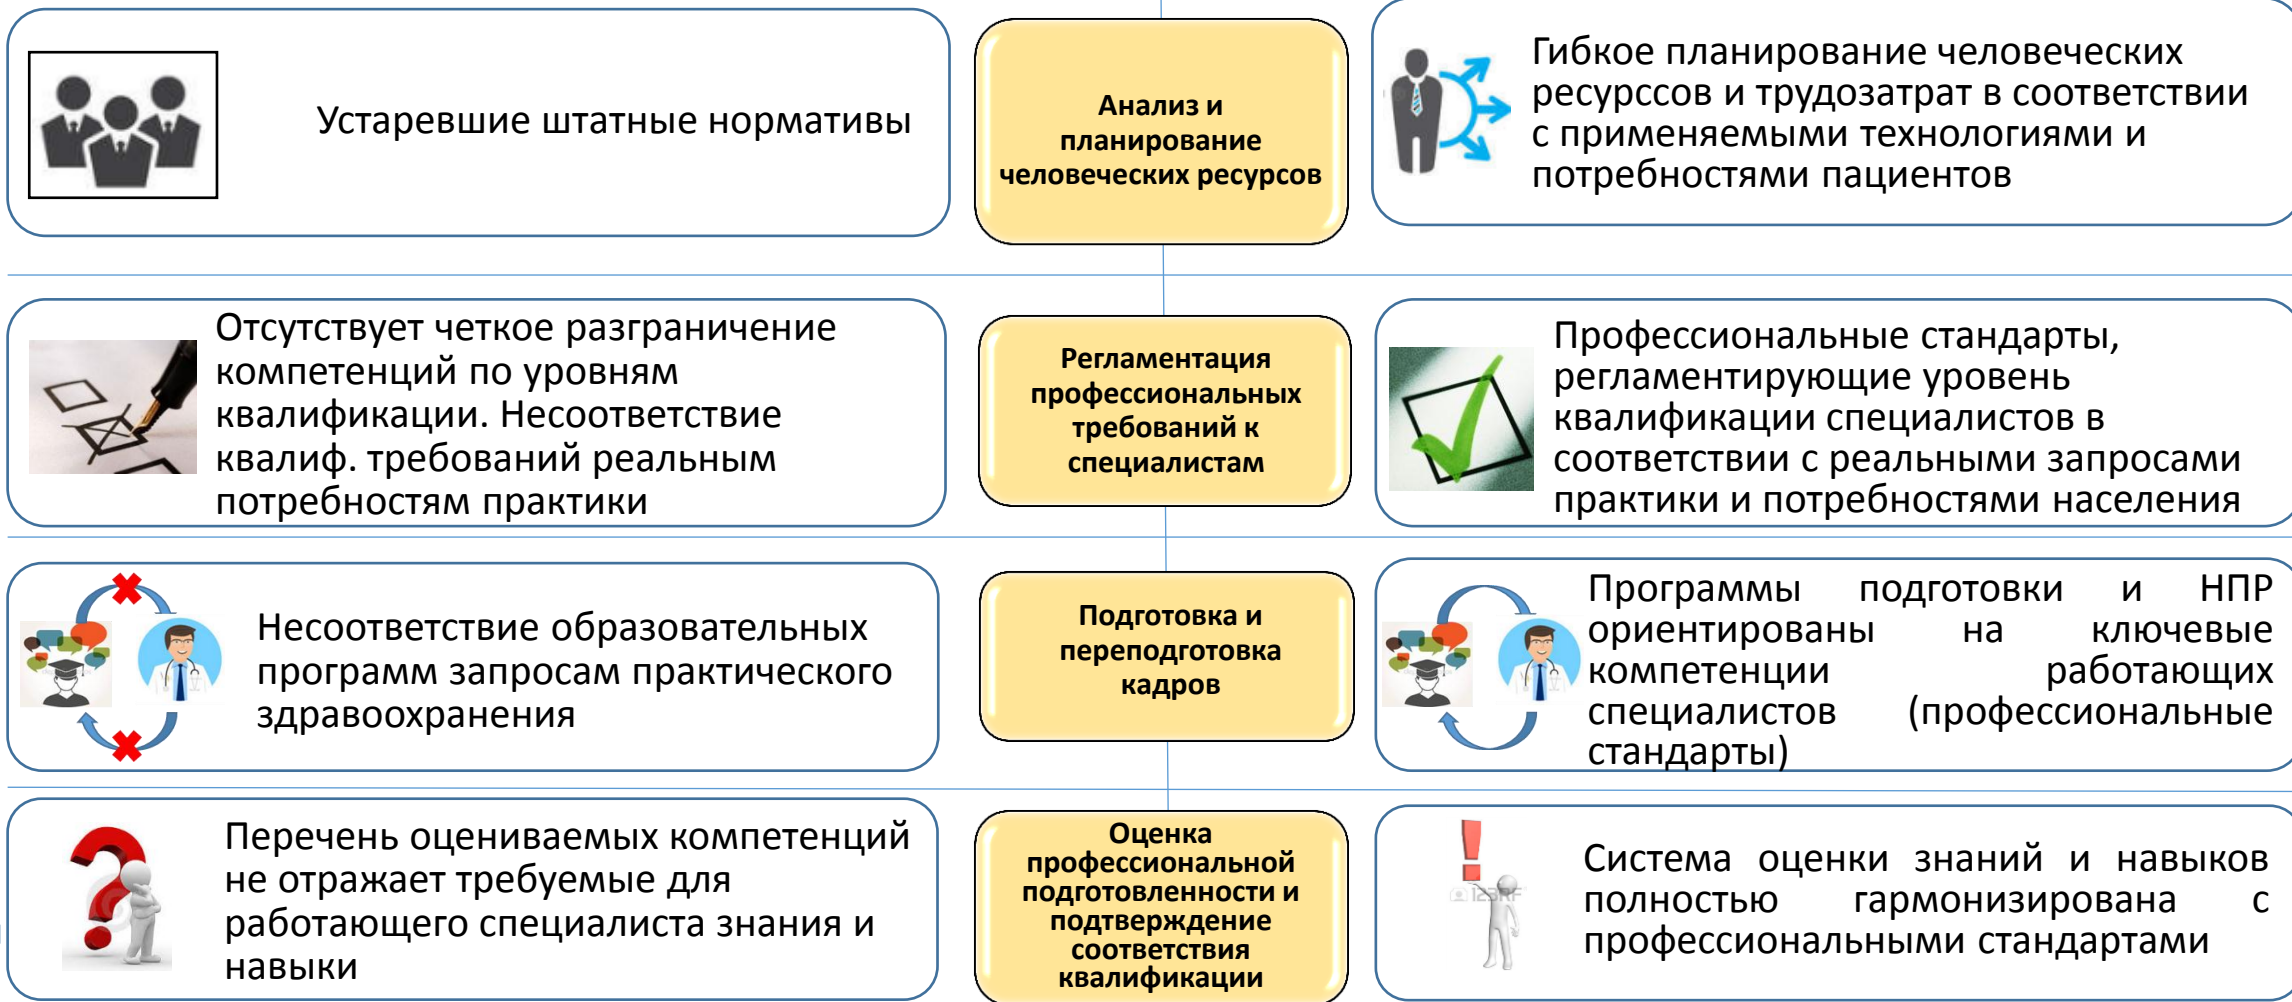 Устаревшие штатные нормативы
Анализ и
планирование
человеческих ресурсов
Гибкое планирование человеческих
ресурссов и трудозатрат в соответствии
с применяемыми технологиями и
потребностями пациентов
Отсутствует четкое разграничение
компетенций по уровням
квалификации. Несоответствие
квалиф. требований реальным
потребностям практики
Регламентация
профессиональных
требований к
специалистам
Профессиональные стандарты,
регламентирующие уровень
квалификации специалистов в
соответствии с реальными запросами
практики и потребностями населения
Несоответствие образовательных
программ запросам практического
здравоохранения
Подготовка и
переподготовка
кадров
Программы подготовки и НПР
ориентированы на ключевые
компетенции работающих
специалистов (профессиональные
стандарты)
Перечень оцениваемых компетенций
не отражает требуемые для
работающего специалиста знания и
навыки
Оценка
профессиональной
подготовленности и
подтверждение
соответствия
квалификации
123RF
Система оценки знаний и навыков
полностью гармонизирована с
профессиональными стандартами